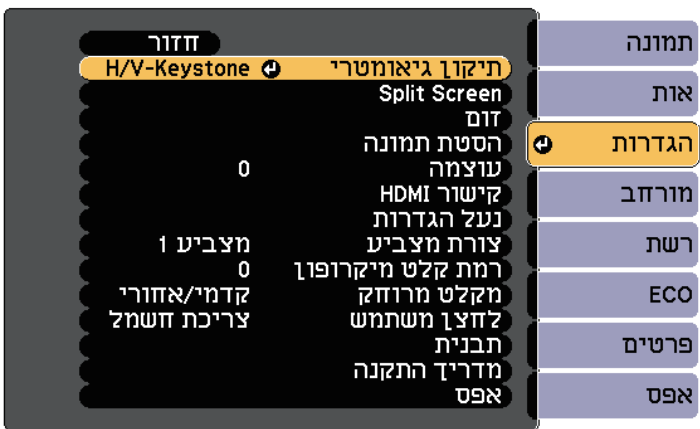 חזור
תיקון גיאומטרי H/V-Keystone
Split Screen
זום
הסטת תמונה
עוצמה 0
קישור HDMI
נעל הגדרות
צורת מצביע מצביע 1
רמת קלט מיקרופון 0
מקלט מרוחק קדמי/אחורי
לחצן משתמש צריכת חשמל
תבנית
מדריך התקנה
אפס
תמונה
אות
הגדרות
מורחב
רשת
ECO
פרטים
אפס